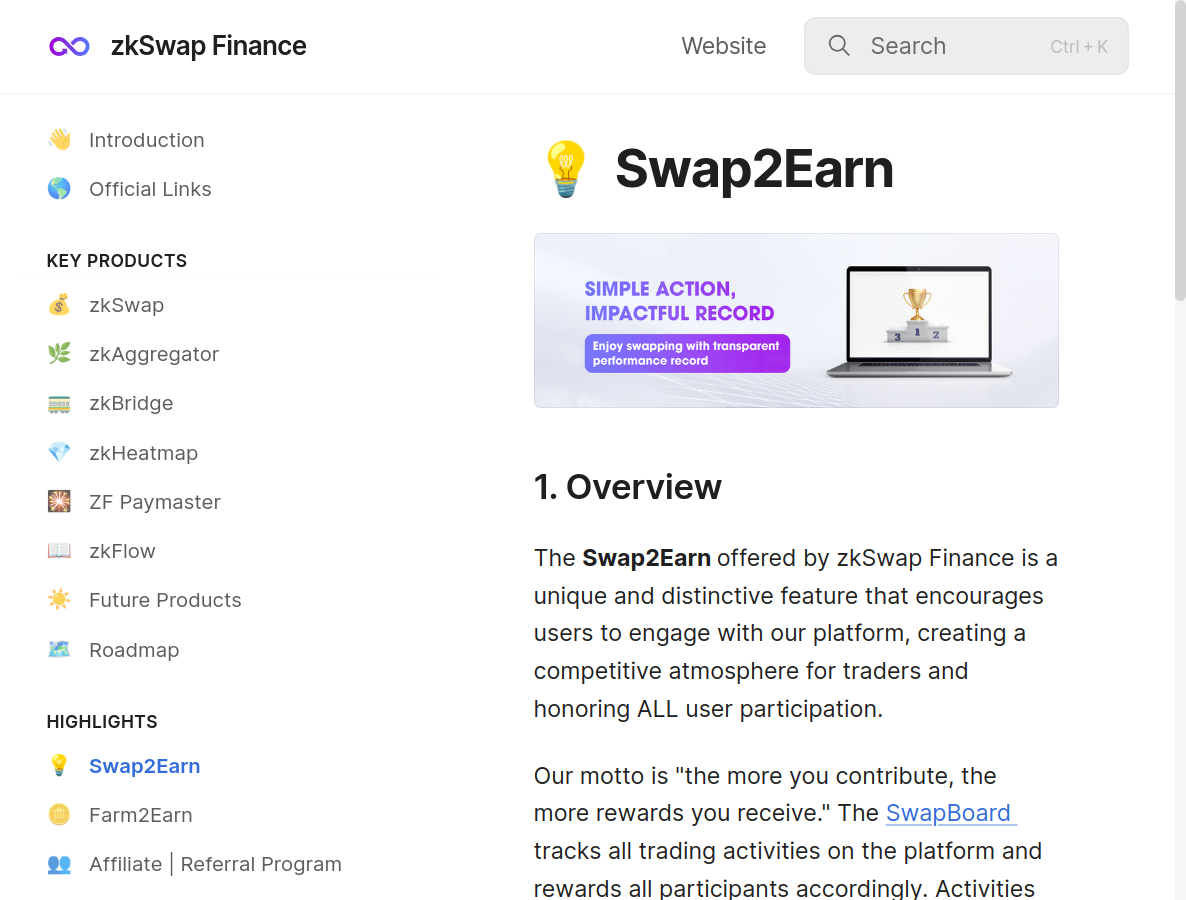 zkSwap Finance
Website
Search
Ctrl + K
Introduction
Official Links
KEY PRODUCTS
zkSwap
zkAggregator
zkBridge
zkHeatmap
ZF Paymaster
zkFlow
Future Products
Roadmap
HIGHLIGHTS
Swap2Earn
Farm2Earn
Affiliate | Referral Program
Swap2Earn
SIMPLE ACTION,
IMPACTFUL RECORD
Enjoy swapping with transparent
performance record
3 1 2
1. Overview
The Swap2Earn offered by zkSwap Finance is a
unique and distinctive feature that encourages
users to engage with our platform, creating a
competitive atmosphere for traders and
honoring ALL user participation.
Our motto is "the more you contribute, the
more rewards you receive." The SwapBoard
tracks all trading activities on the platform and
rewards all participants accordingly. Activities